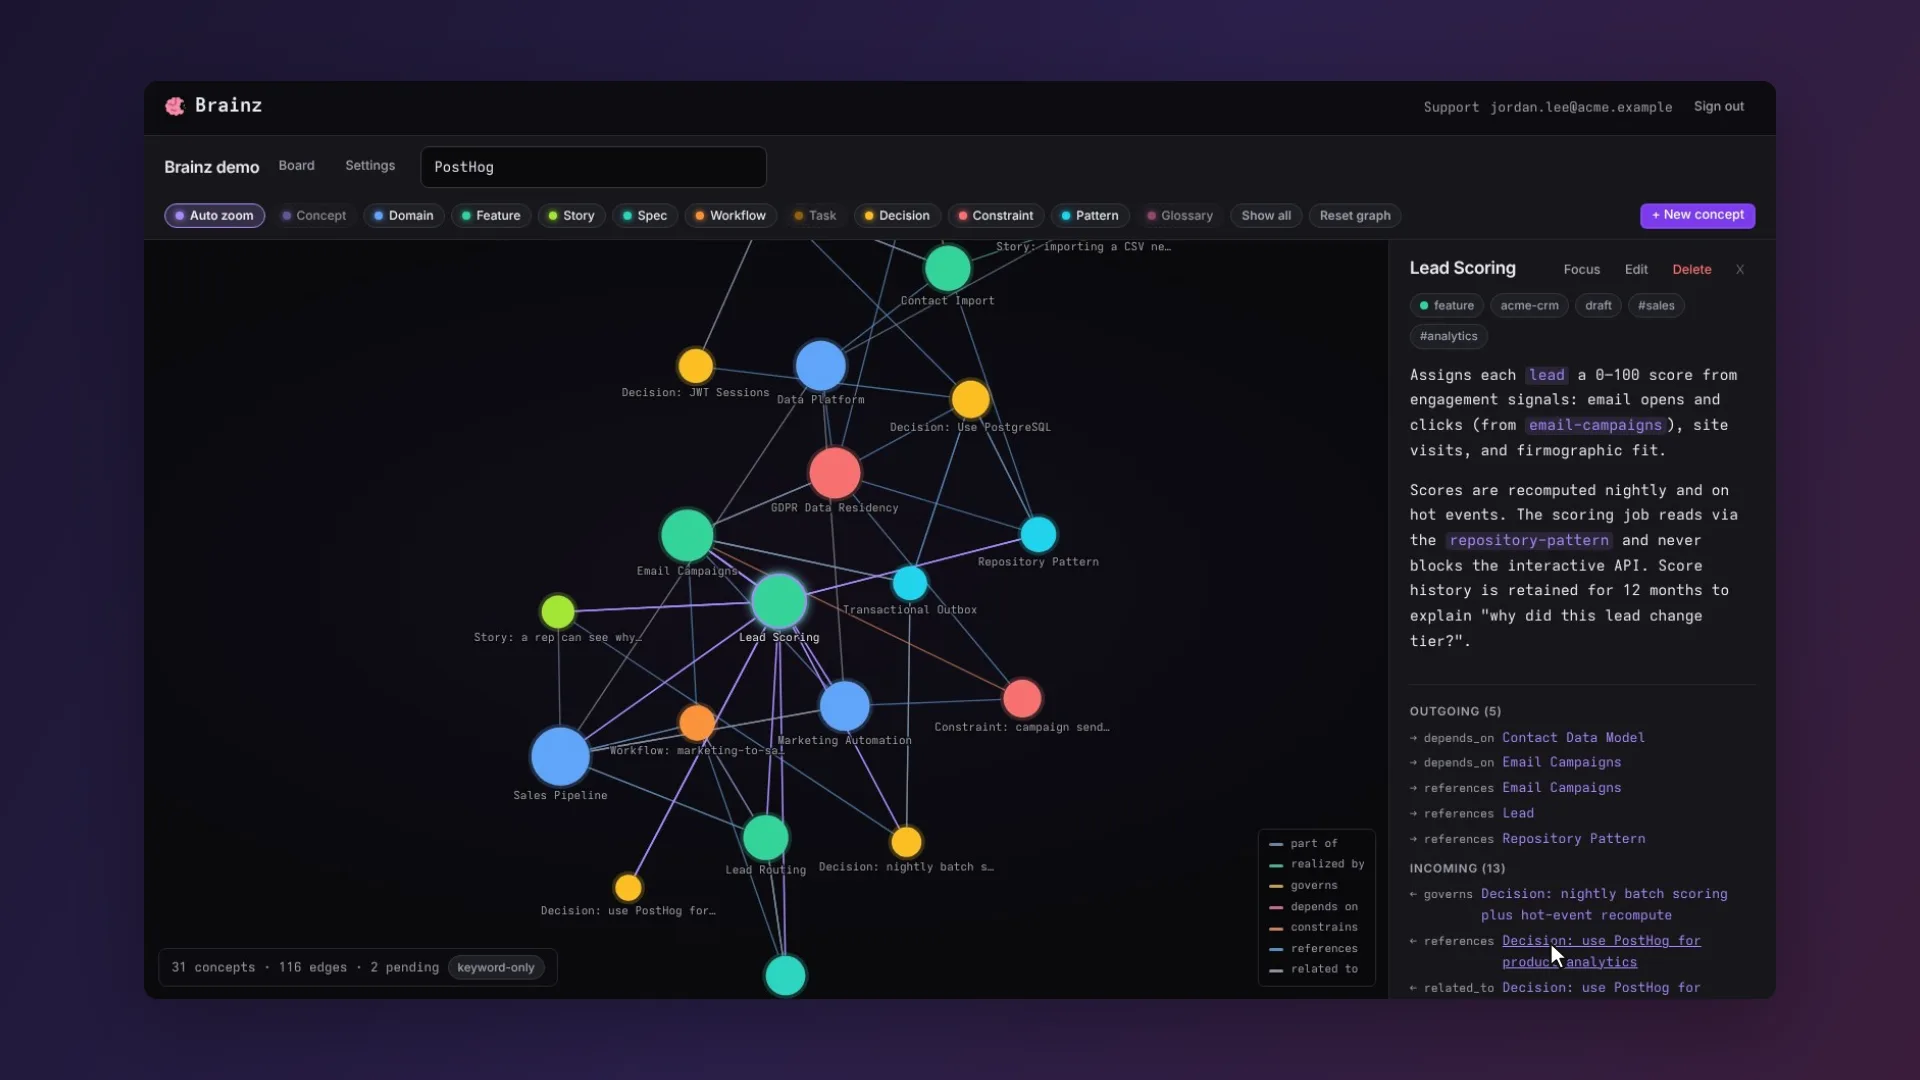 Brainz
Support jordan.lee@acme.example Sign out
Brainz demo Board Settings PostHog
Auto zoom Concept Domain Feature Story Spec Workflow Task Decision Constraint Pattern Glossary Show all Reset graph + New concept
Story: importing a CSV ne…
Contact Import
Decision: JWT Sessions
Data Platform
Decision: Use PostgreSQL
GDPR Data Residency
Email Campaigns
Repository Pattern
Transactional Outbox
Story: a rep can see why…
Lead Scoring
Constraint: campaign send…
Marketing Automation
Workflow: marketing-to-sa…
Sales Pipeline
Lead Routing
Decision: nightly batch s…
Decision: use PostHog for…
31 concepts · 116 edges · 2 pending keyword-only
part of
realized by
governs
depends on
constrains
references
related to
Lead Scoring Focus Edit Delete X
feature acme-crm draft #sales
#analytics
Assigns each lead a 0–100 score from
engagement signals: email opens and
clicks (from email-campaigns), site
visits, and firmographic fit.
Scores are recomputed nightly and on
hot events. The scoring job reads via
the repository-pattern and never
blocks the interactive API. Score
history is retained for 12 months to
explain "why did this lead change
tier?".
OUTGOING (5)
→ depends_on Contact Data Model
→ depends_on Email Campaigns
→ references Email Campaigns
→ references Lead
→ references Repository Pattern
INCOMING (13)
← governs Decision: nightly batch scoring
plus hot-event recompute
← references Decision: use PostHog for
product analytics
← related_to Decision: use PostHog for